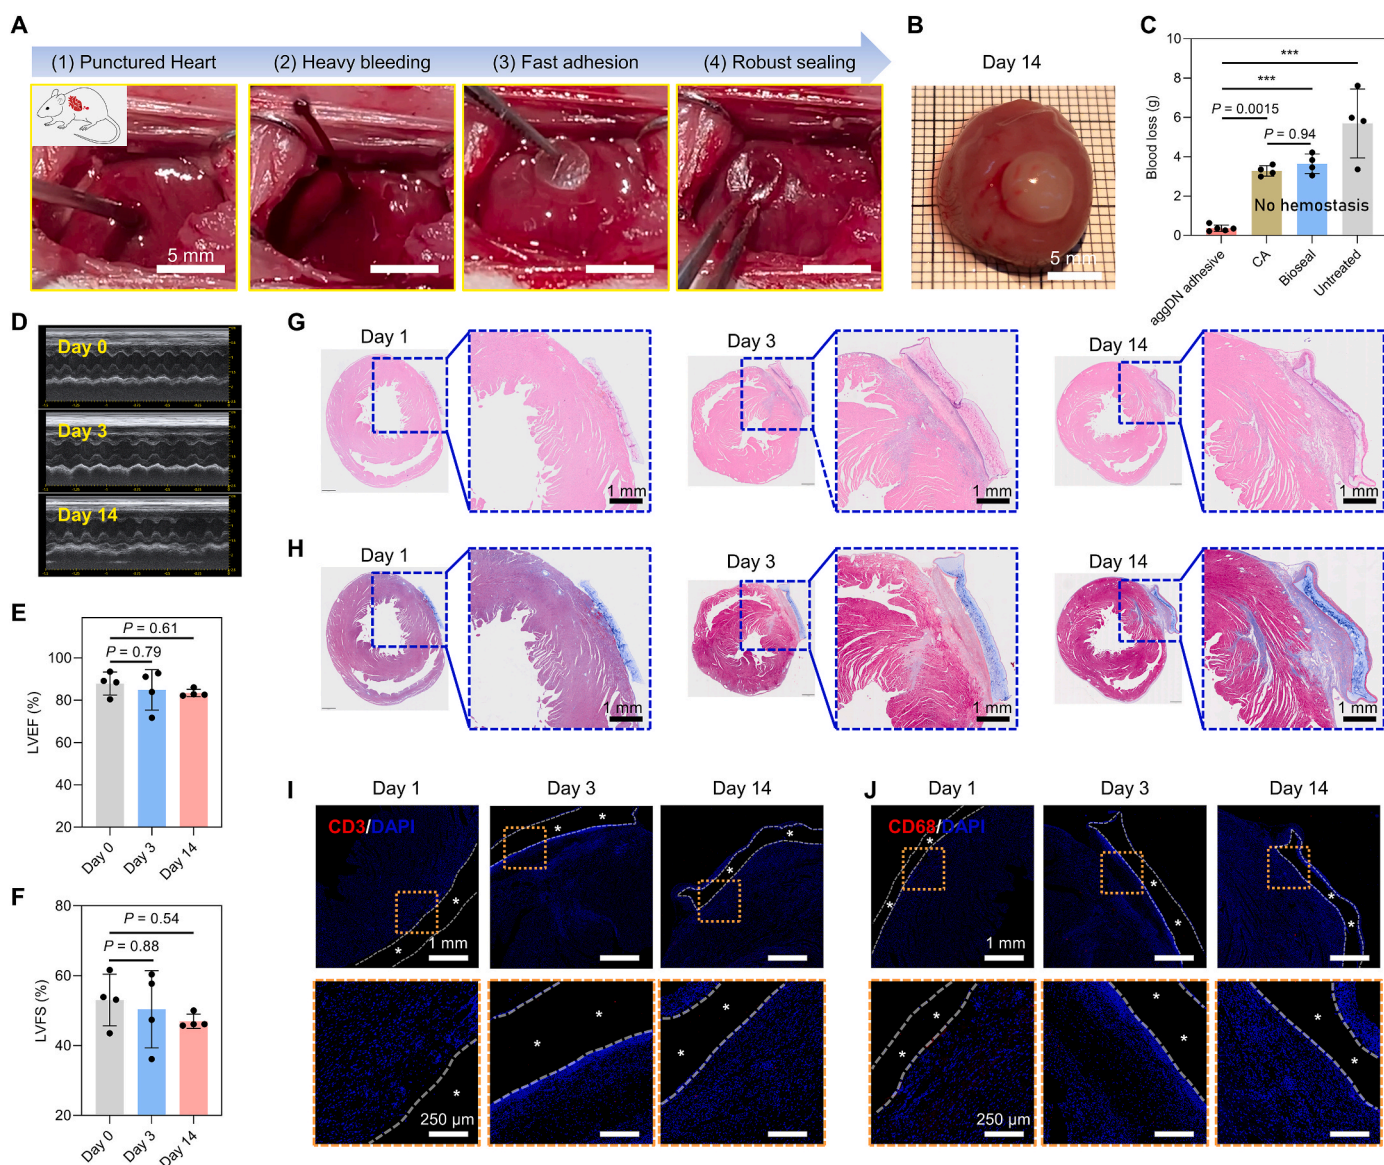 A
(1) Punctured Heart
(2) Heavy bleeding
(3) Fast adhesion
(4) Robust sealing
5 mm
B
Day 14
5 mm
C
Blood loss (g)
10
8
6
4
2
0
***
***
P = 0.0015
P = 0.94
No hemostasis
aggDN adhesive
CA
Bioseal
Untreated
D
Day 0
Day 3
Day 14
E
LVEF (%)
100
80
60
40
20
P = 0.61
P = 0.79
Day 0
Day 3
Day 14
F
LVFS (%)
80
60
40
20
P = 0.54
P = 0.88
Day 0
Day 3
Day 14
G
Day 1
1 mm
Day 3
1 mm
Day 14
1 mm
H
Day 1
1 mm
Day 3
1 mm
Day 14
1 mm
I
Day 1
Day 3
Day 14
CD3/DAPI
*
*
1 mm
*
*
*
*
*
250 µm
*
*
*
*
J
Day 1
Day 3
Day 14
CD68/DAPI
*
*
1 mm
*
*
*
*
*
*
250 µm
*
*
*
*